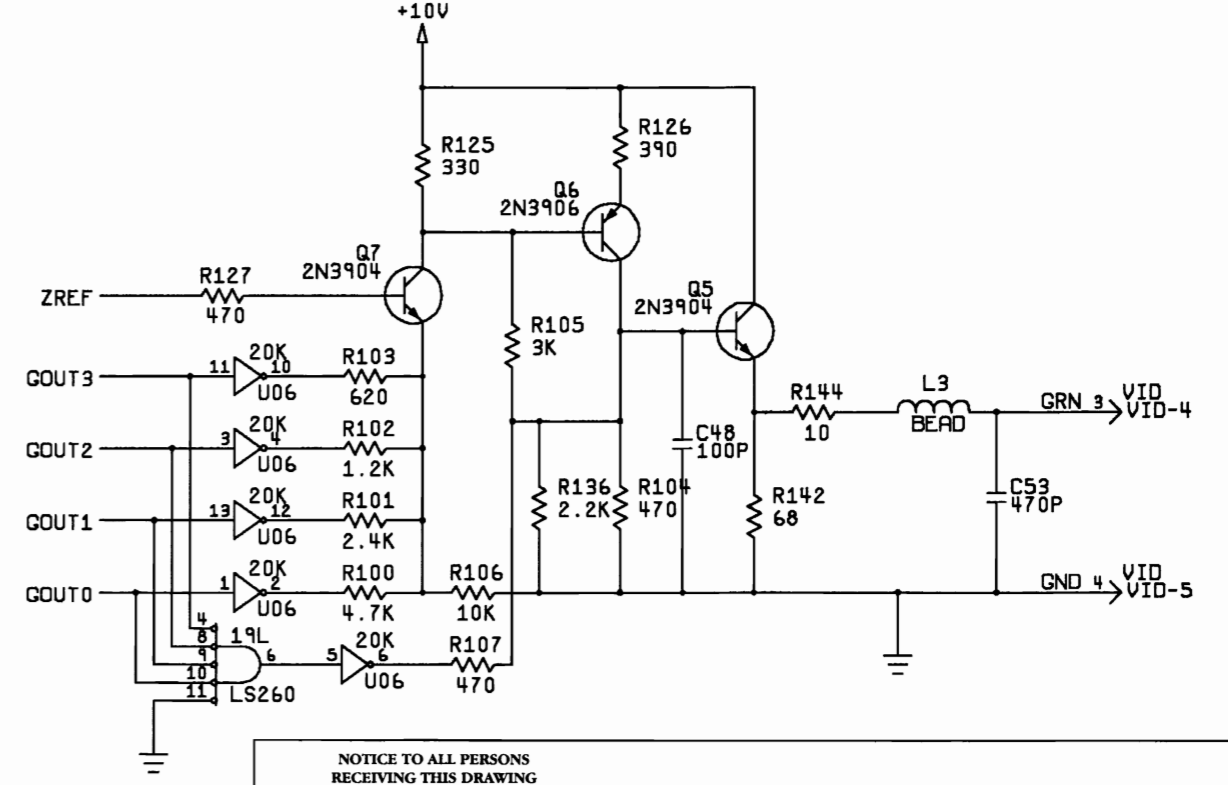 +10V
R125
330
R126
390
Q6
2N3906
Q7
2N3904
R127
ZREF
470
Q5
2N3904
R105
3K
20K
R103
GOUT3
11
10
U06
620
R144
10
L3
BEAD
GRN 3
VID
VID-4
20K
R102
GOUT2
3
4
U06
1.2K
C48
100P
20K
R101
GOUT1
13
12
U06
2.4K
R136
2.2K
R104
470
R142
68
C53
470P
20K
R100
R106
GOUT0
1
2
U06
4.7K
10K
GND 4
VID
VID-5
4
8
9
10
11
19L
6
LS260
20K
5
6
U06
R107
470
NOTICE TO ALL PERSONS
RECEIVING THIS DRAWING